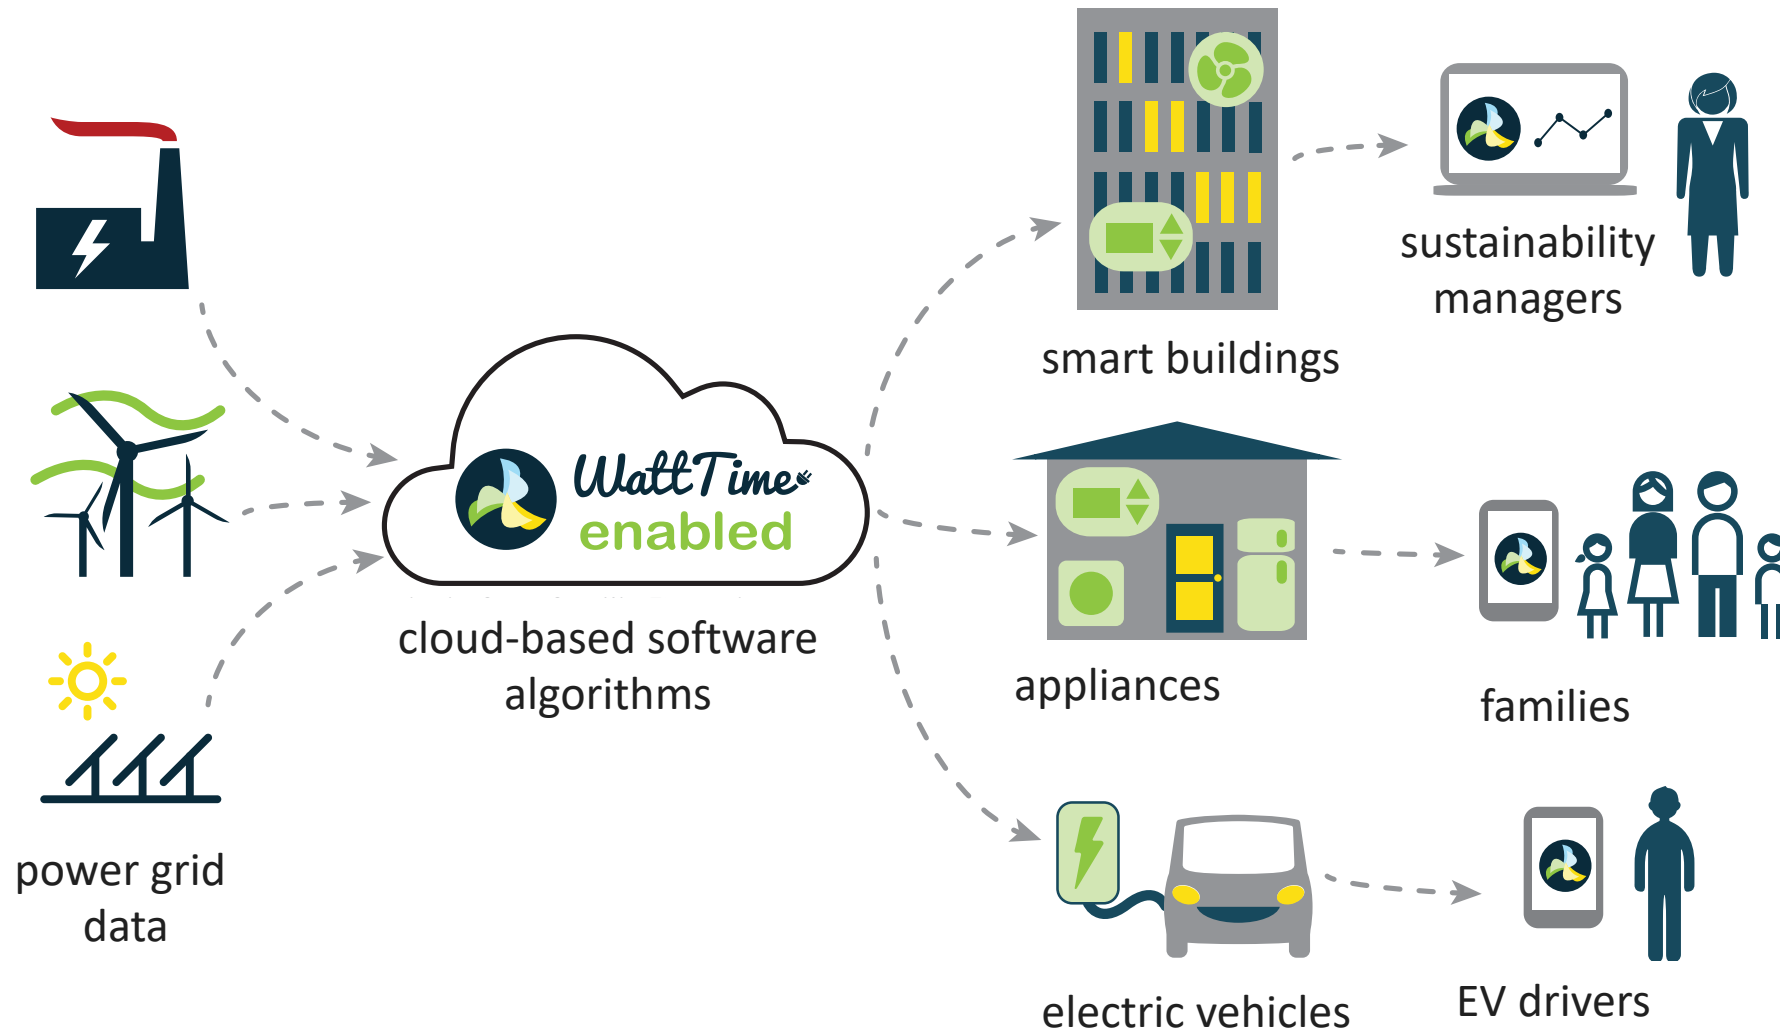 WattTime
enabled
cloud-based software
algorithms
power grid
data
smart buildings
sustainability
managers
appliances
families
electric vehicles
EV drivers